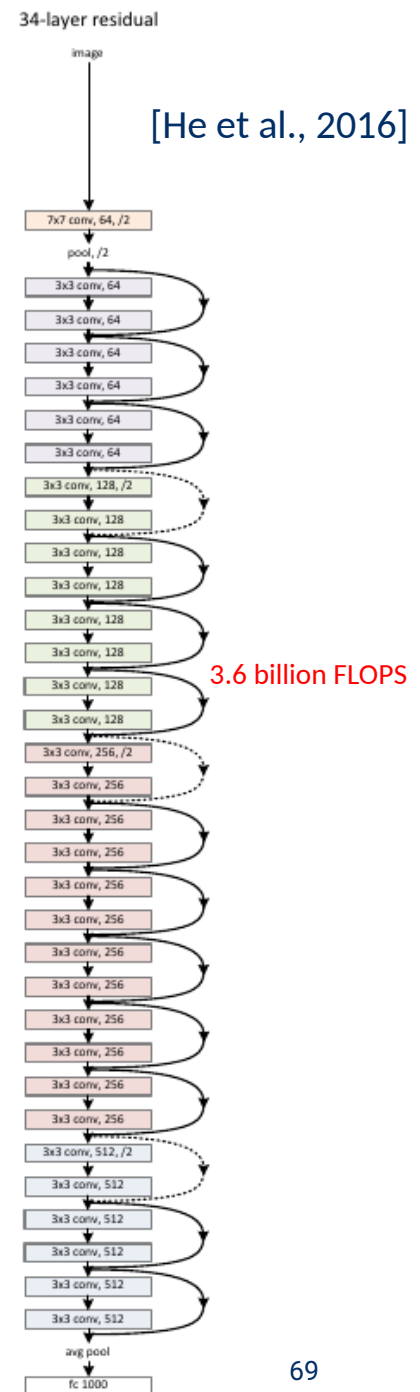 34-layer residual
image
[He et al., 2016]
7x7 conv, 64, /2
pool, /2
3x3 conv, 64
3x3 conv, 64
3x3 conv, 64
3x3 conv, 64
3x3 conv, 64
3x3 conv, 64
3x3 conv, 128, /2
3x3 conv, 128
3x3 conv, 128
3x3 conv, 128
3x3 conv, 128
3x3 conv, 128
3.6 billion FLOPS
3x3 conv, 128
3x3 conv, 128
3x3 conv, 256, /2
3x3 conv, 256
3x3 conv, 256
3x3 conv, 256
3x3 conv, 256
3x3 conv, 256
3x3 conv, 256
3x3 conv, 256
3x3 conv, 256
3x3 conv, 256
3x3 conv, 256
3x3 conv, 256
3x3 conv, 512, /2
3x3 conv, 512
3x3 conv, 512
3x3 conv, 512
3x3 conv, 512
3x3 conv, 512
avg pool
69
fc 1000